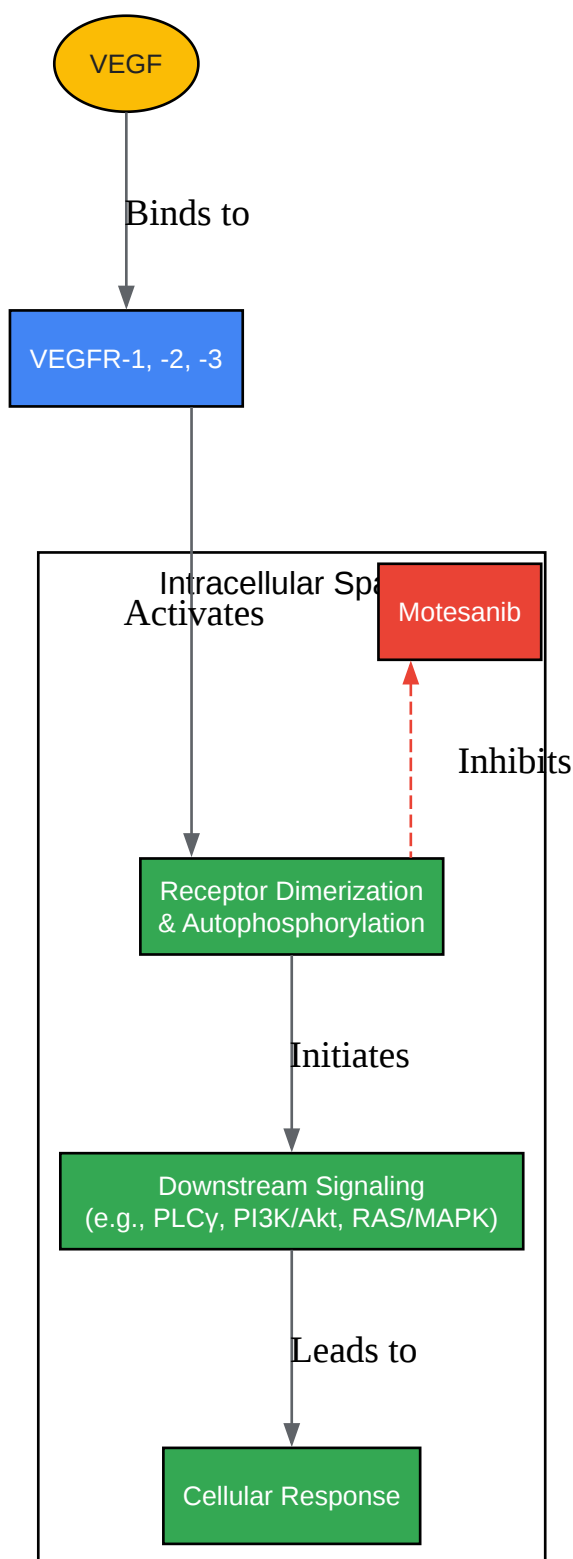 VEGF
Binds to
VEGFR-1, -2, -3
Intracellular
Motesanib
Activates
Inhibits
Receptor Dimerization
& Autophosphorylation
Initiates
Downstream Signaling
(e.g., PLCγ, PI3K/Akt, RAS/MAPK)
Leads to
Cellular Response